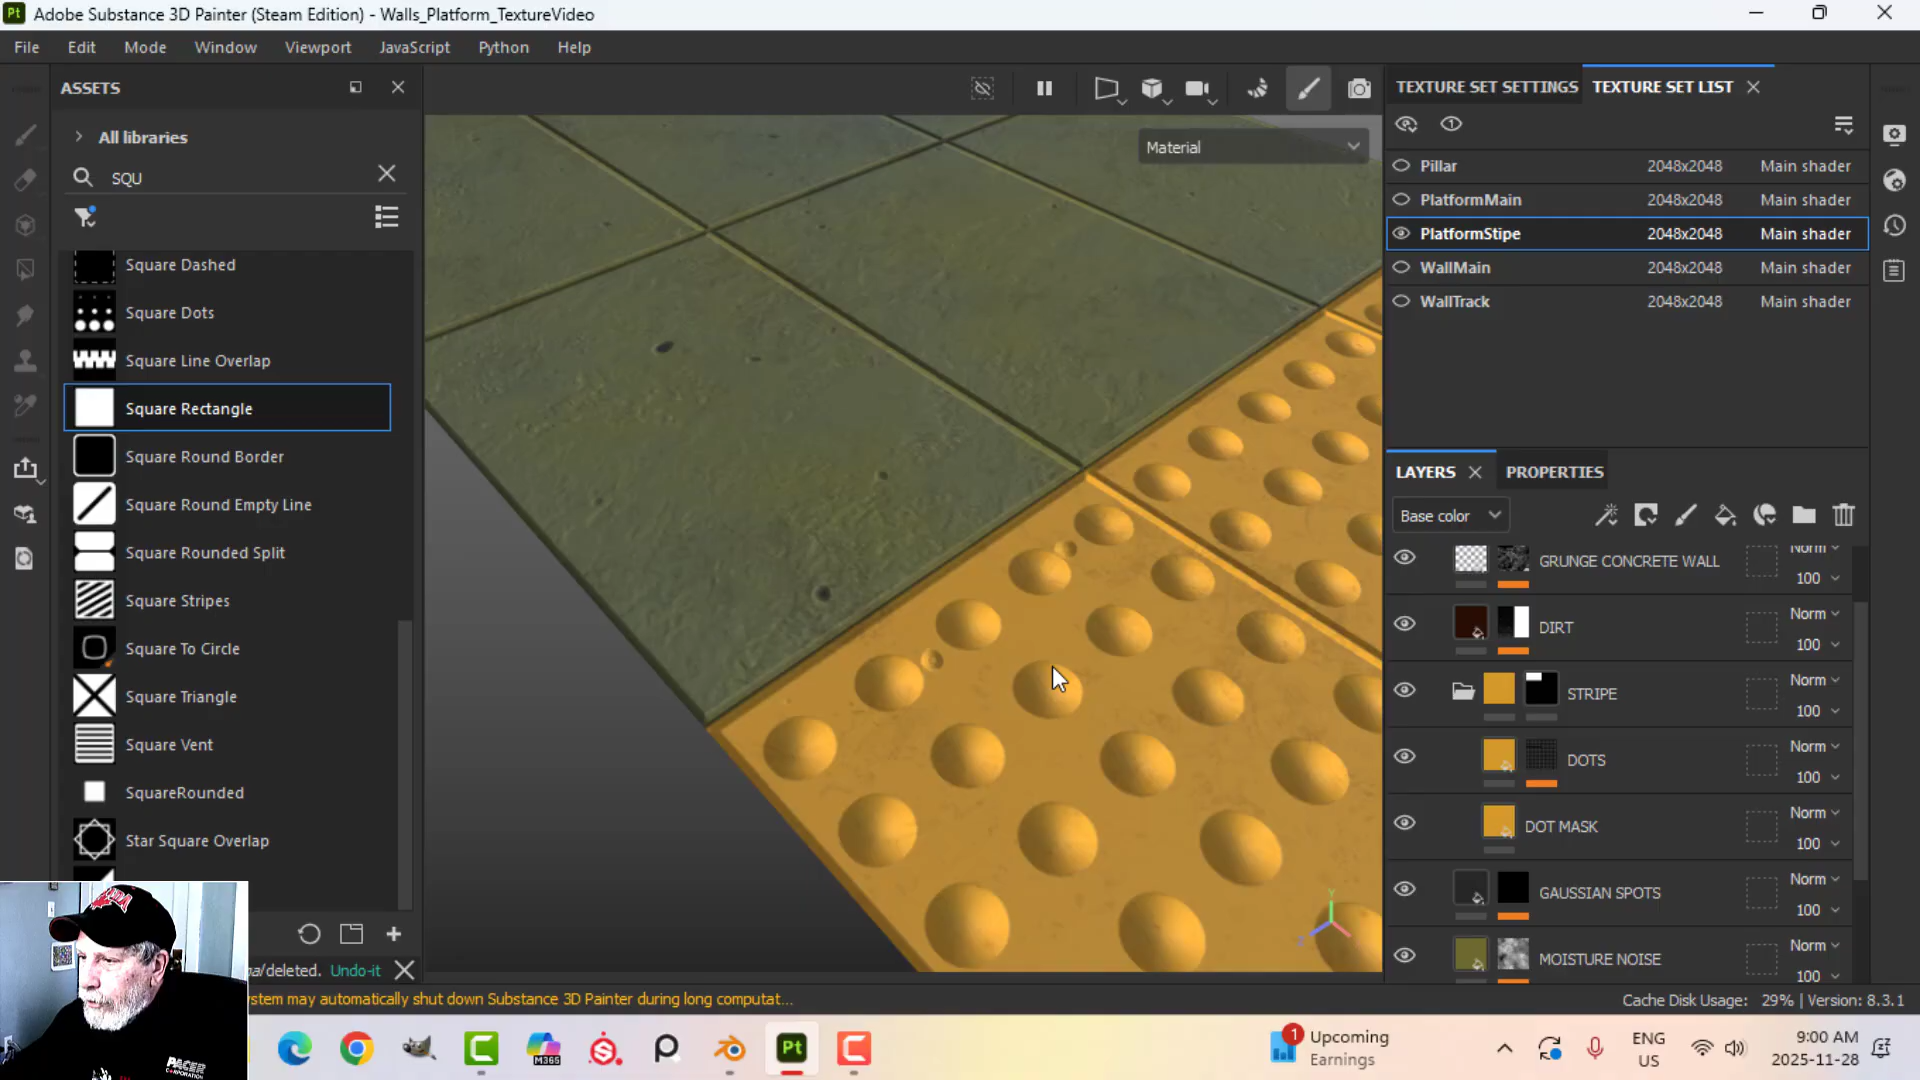 Adobe Substance 3D Painter (Steam Edition) - Walls_Platform_TextureVideo
File Edit Mode Window Viewport JavaScript Python Help
ASSETS
All libraries
SQU
Square Dashed
Square Dots
Square Line Overlap
Square Rectangle
Square Round Border
Square Round Empty Line
Square Rounded Split
Square Stripes
Square To Circle
Square Triangle
Square Vent
SquareRounded
Star Square Overlap
Material
TEXTURE SET SETTINGS TEXTURE SET LIST
Pillar 2048x2048 Main shader
PlatformMain 2048x2048 Main shader
PlatformStipe 2048x2048 Main shader
WallMain 2048x2048 Main shader
WallTrack 2048x2048 Main shader
LAYERS PROPERTIES
Base color
GRUNGE CONCRETE WALL Norm
100
DIRT Norm
100
STRIPE Norm
100
DOTS Norm
100
DOT MASK Norm
100
GAUSSIAN SPOTS Norm
100
MOISTURE NOISE Norm
100
/deleted. Undo-it
ystem may automatically shut down Substance 3D Painter during long computat...
Cache Disk Usage: 29% | Version: 8.3.1
PACER
CORPORATION
M365
Pt
1
Upcoming
Earnings
ENG
US
9:00 AM
2025-11-28